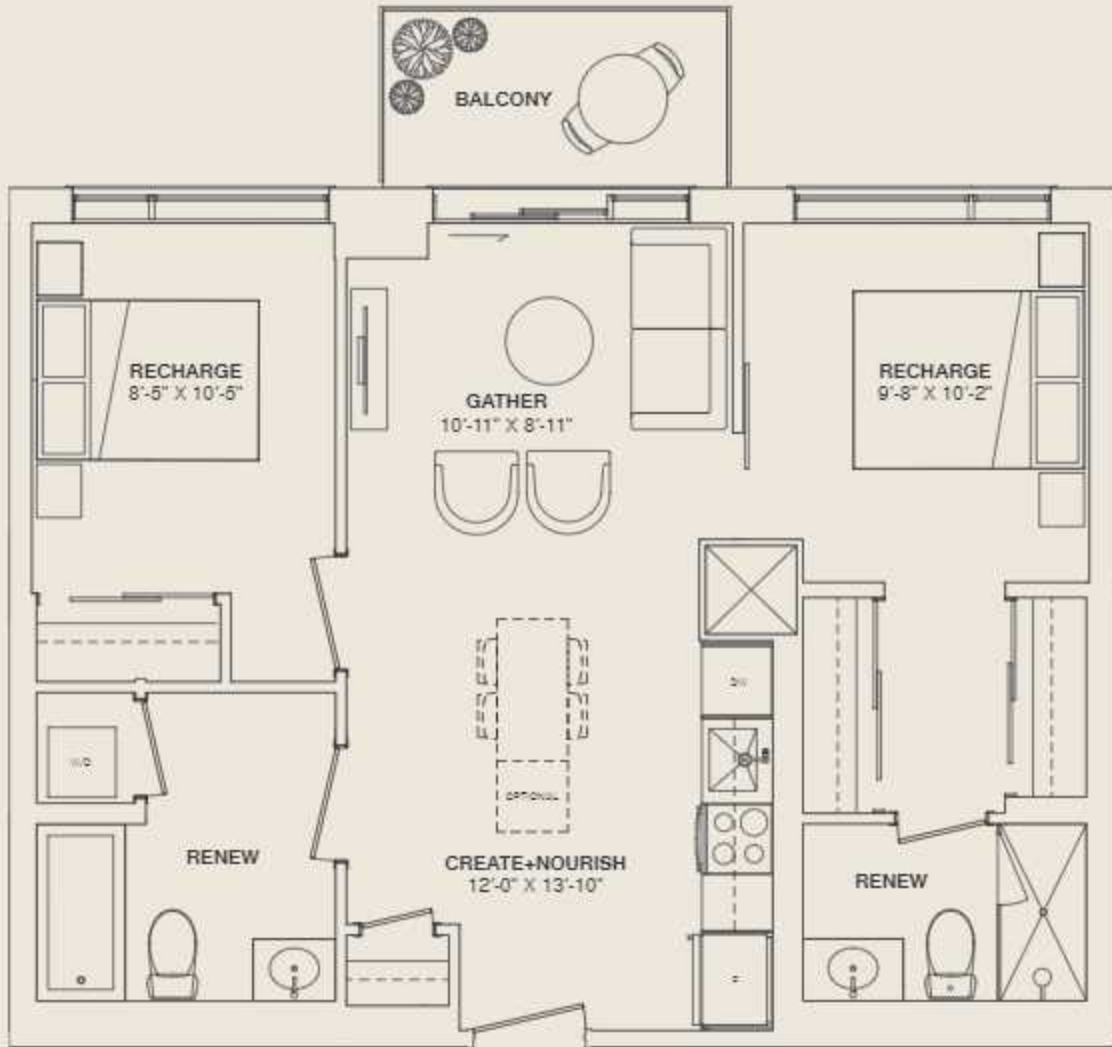 BALCONY
RECHARGE
8'-5" X 10'-5"
GATHER
10'-11" X 8'-11"
RECHARGE
9'-8" X 10'-2"
DW
W/D
OPTIONAL
RENEW
CREATE+NOURISH
12'-0" X 13'-10"
RENEW
F